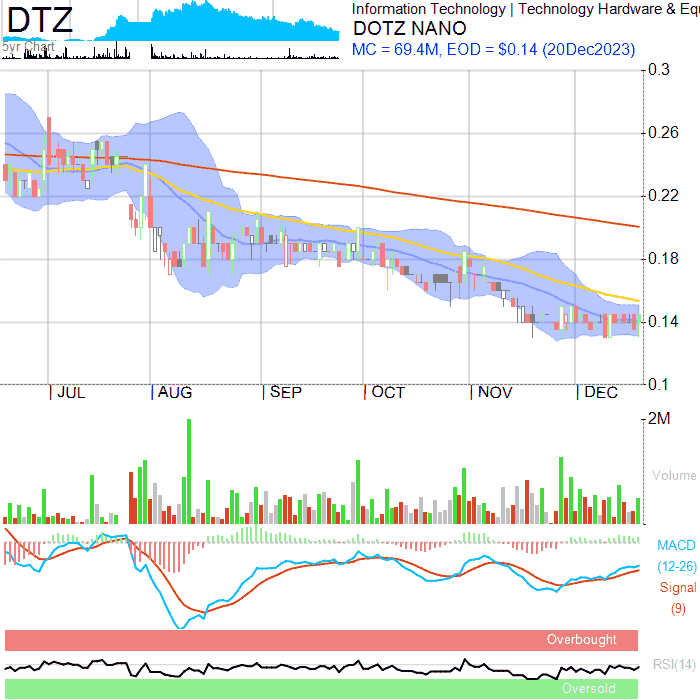 DTZ
Information Technology | Technology Hardware & Equ
DOTZ NANO
5yr Chart
MC = 69.4M, EOD = $0.14 (20Dec2023)
0.3
0.26
0.22
0.18
0.14
0.1
JUL AUG SEP OCT NOV DEC
2M
Volume
MACD
(12-26)
Signal
(9)
Overbought
RSI(14)
Oversold